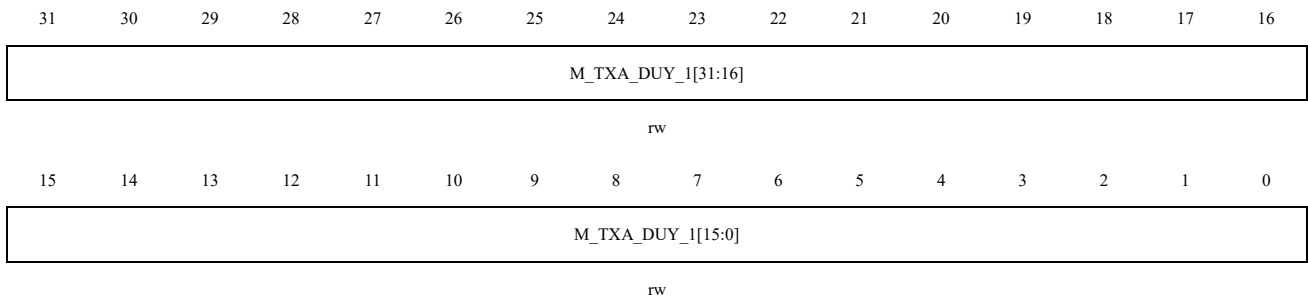 31 30 29 28 27 26 25 24 23 22 21 20 19 18 17 16
M_TXA_DUY_1[31:16]
rw
15 14 13 12 11 10 9 8 7 6 5 4 3 2 1 0
M_TXA_DUY_1[15:0]
rw